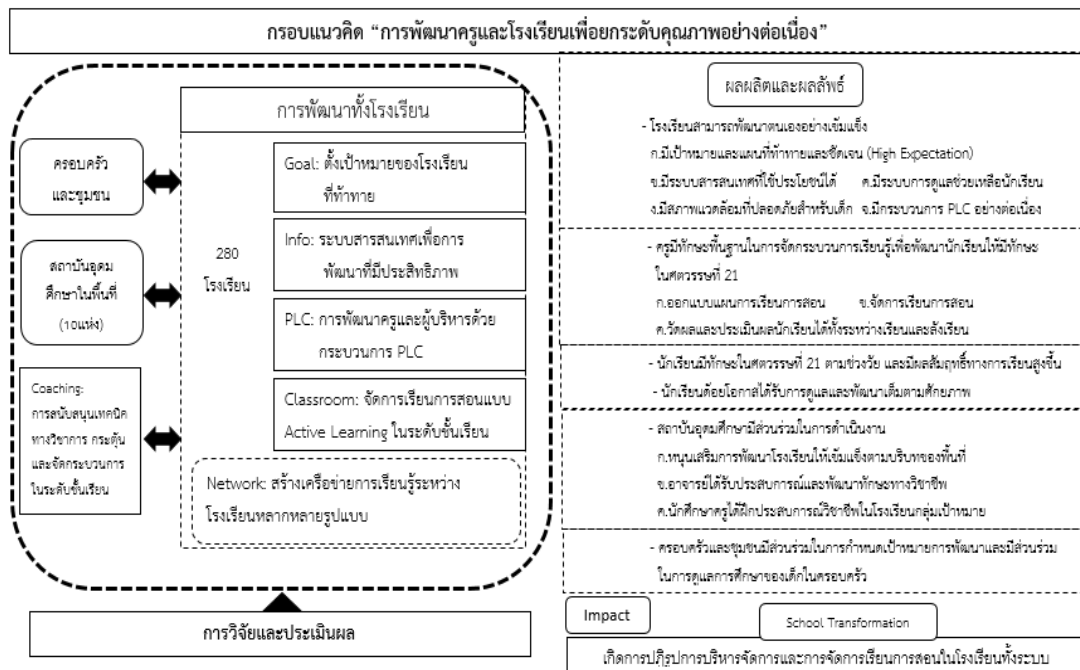 กรอบแนวคิด “การพัฒนาครูและโรงเรียนเพื่อยกระดับคุณภาพอย่างต่อเนื่อง”
การพัฒนาทั้งโรงเรียน
ครอบครัว
และชุมชน
สถาบันอุดม
ศึกษาในพื้นที่
(10แห่ง)
Coaching:
การสนับสนุนเทคนิค
ทางวิชาการ กระตุ้น
และจัดกระบวนการ
ในระดับชั้นเรียน
280
โรงเรียน
Goal: ตั้งเป้าหมายของโรงเรียน
ที่ท้าทาย
Info: ระบบสารสนเทศเพื่อการ
พัฒนาที่มีประสิทธิภาพ
PLC: การพัฒนาครูและผู้บริหารด้วย
กระบวนการ PLC
Classroom: จัดการเรียนการสอนแบบ
Active Learning ในระดับชั้นเรียน
Network: สร้างเครือข่ายการเรียนรู้ระหว่าง
โรงเรียนหลากหลายรูปแบบ
การวิจัยและประเมินผล
ผลผลิตและผลลัพธ์
- โรงเรียนสามารถพัฒนาตนเองอย่างเข้มแข็ง
ก.มีเป้าหมายและแผนที่ท้าทายและชัดเจน (High Expectation)
ข.มีระบบสารสนเทศที่ใช้ประโยชน์ได้ ค.มีระบบการดูแลช่วยเหลือนักเรียน
ง.มีสภาพแวดล้อมที่ปลอดภัยสำหรับเด็ก จ.มีกระบวนการ PLC อย่างต่อเนื่อง
- ครูมีทักษะพื้นฐานในการจัดกระบวนการเรียนรู้เพื่อพัฒนานักเรียนให้มีทักษะ
ในศตวรรษที่ 21
ก.ออกแบบแผนการเรียนการสอน ข.จัดการเรียนการสอน
ค.วัดผลและประเมินผลนักเรียนได้ทั้งระหว่างเรียนและหลังเรียน
- นักเรียนมีทักษะในศตวรรษที่ 21 ตามช่วงวัย และมีผลสัมฤทธิ์ทางการเรียนสูงขึ้น
- นักเรียนด้อยโอกาสได้รับการดูแลและพัฒนาเต็มตามศักยภาพ
- สถาบันอุดมศึกษามีส่วนร่วมในการดำเนินงาน
ก.หนุนเสริมการพัฒนาโรงเรียนให้เข้มแข็งตามบริบทของพื้นที่
ข.อาจารย์ได้รับประสบการณ์และพัฒนาทักษะทางวิชาชีพ
ค.นักศึกษาครูได้ฝึกประสบการณ์วิชาชีพในโรงเรียนกลุ่มเป้าหมาย
- ครอบครัวและชุมชนมีส่วนร่วมในการกำหนดเป้าหมายการพัฒนาและมีส่วนร่วม
ในการดูแลการศึกษาของเด็กในครอบครัว
Impact
School Transformation
เกิดการปฏิรูปการบริหารจัดการและการจัดการเรียนการสอนในโรงเรียนทั้งระบบ